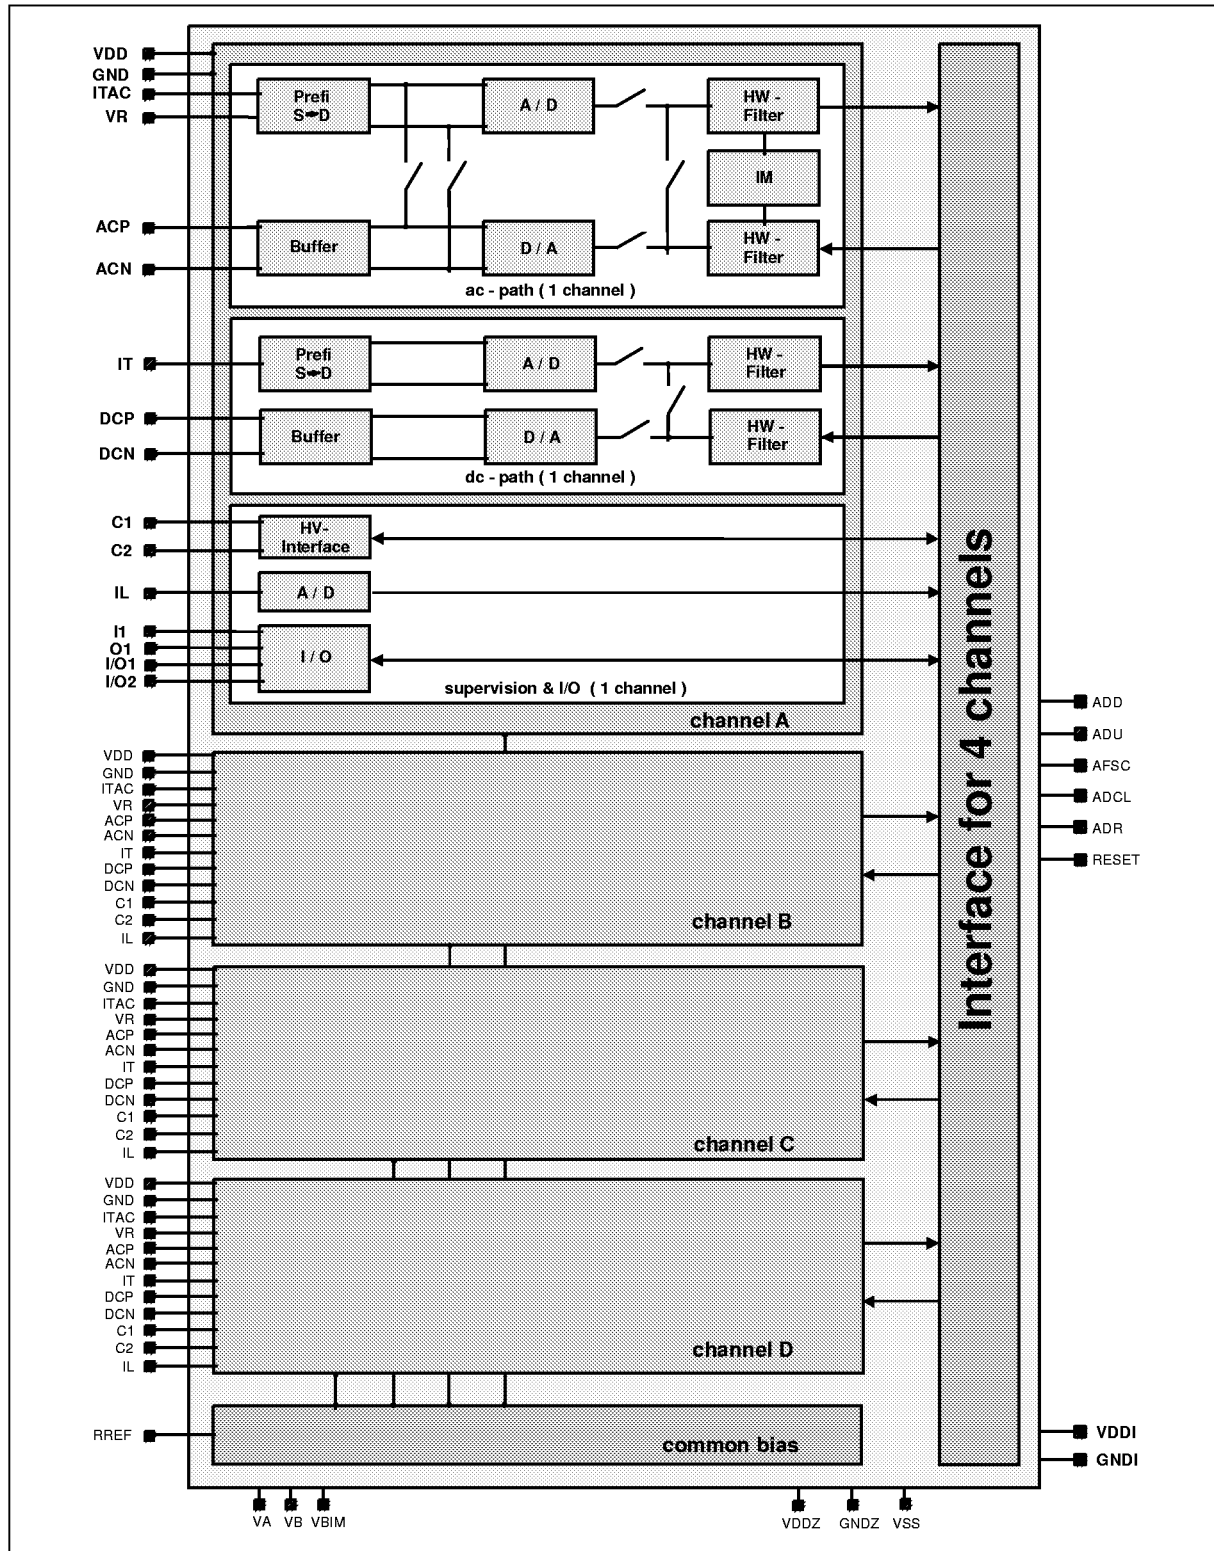 VDD
GND
ITAC
VR
Prefi
S➡D
A / D
HW -
Filter
IM
ACP
ACN
Buffer
D / A
HW -
Filter
ac - path ( 1 channel )
IT
Prefi
S➡D
A / D
HW -
Filter
DCP
DCN
Buffer
D / A
HW -
Filter
dc - path ( 1 channel )
C1
C2
HV-
Interface
IL
A / D
I1
O1
I/O1
I/O2
I / O
supervision & I/O ( 1 channel )
channel A
VDD
GND
ITAC
VR
ACP
ACN
IT
DCP
DCN
C1
C2
IL
channel B
VDD
GND
ITAC
VR
ACP
ACN
IT
DCP
DCN
C1
C2
IL
channel C
VDD
GND
ITAC
VR
ACP
ACN
IT
DCP
DCN
C1
C2
IL
channel D
RREF
common bias
Interface for 4 channels
ADD
ADU
AFSC
ADCL
ADR
RESET
VDDI
GNDI
VA
VB
VBIM
VDDZ
GNDZ
VSS